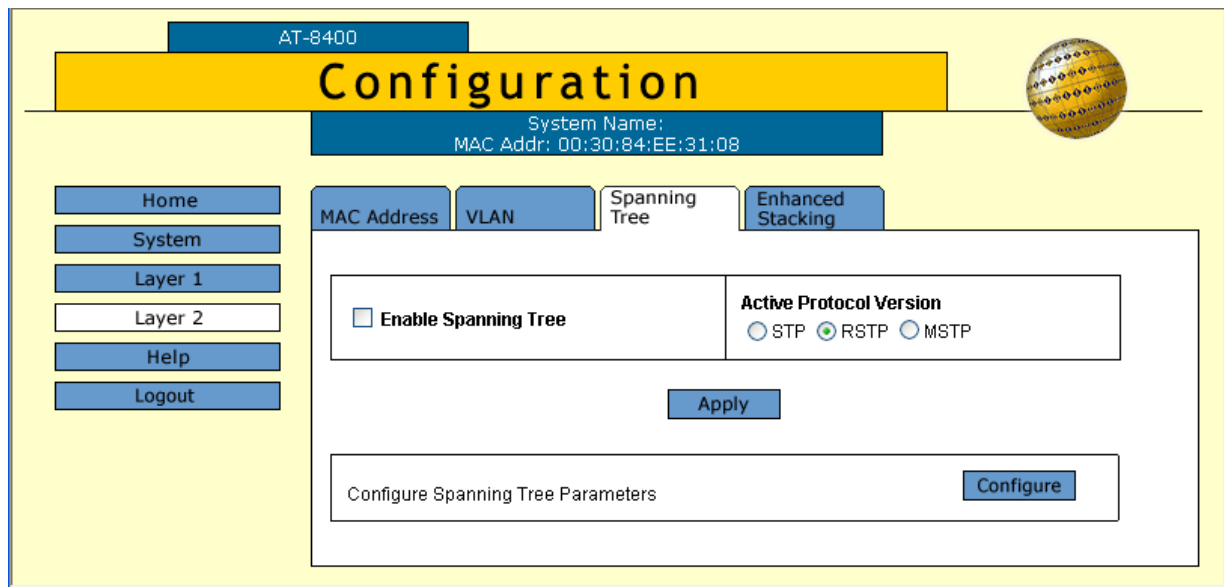 AT-8400
Configuration
System Name:
MAC Addr: 00:30:84:EE:31:08
Home
System
Layer 1
Layer 2
Help
Logout
MAC Address
VLAN
Spanning
Tree
Enhanced
Stacking
Enable Spanning Tree
Active Protocol Version
STP RSTP MSTP
Apply
Configure Spanning Tree Parameters
Configure